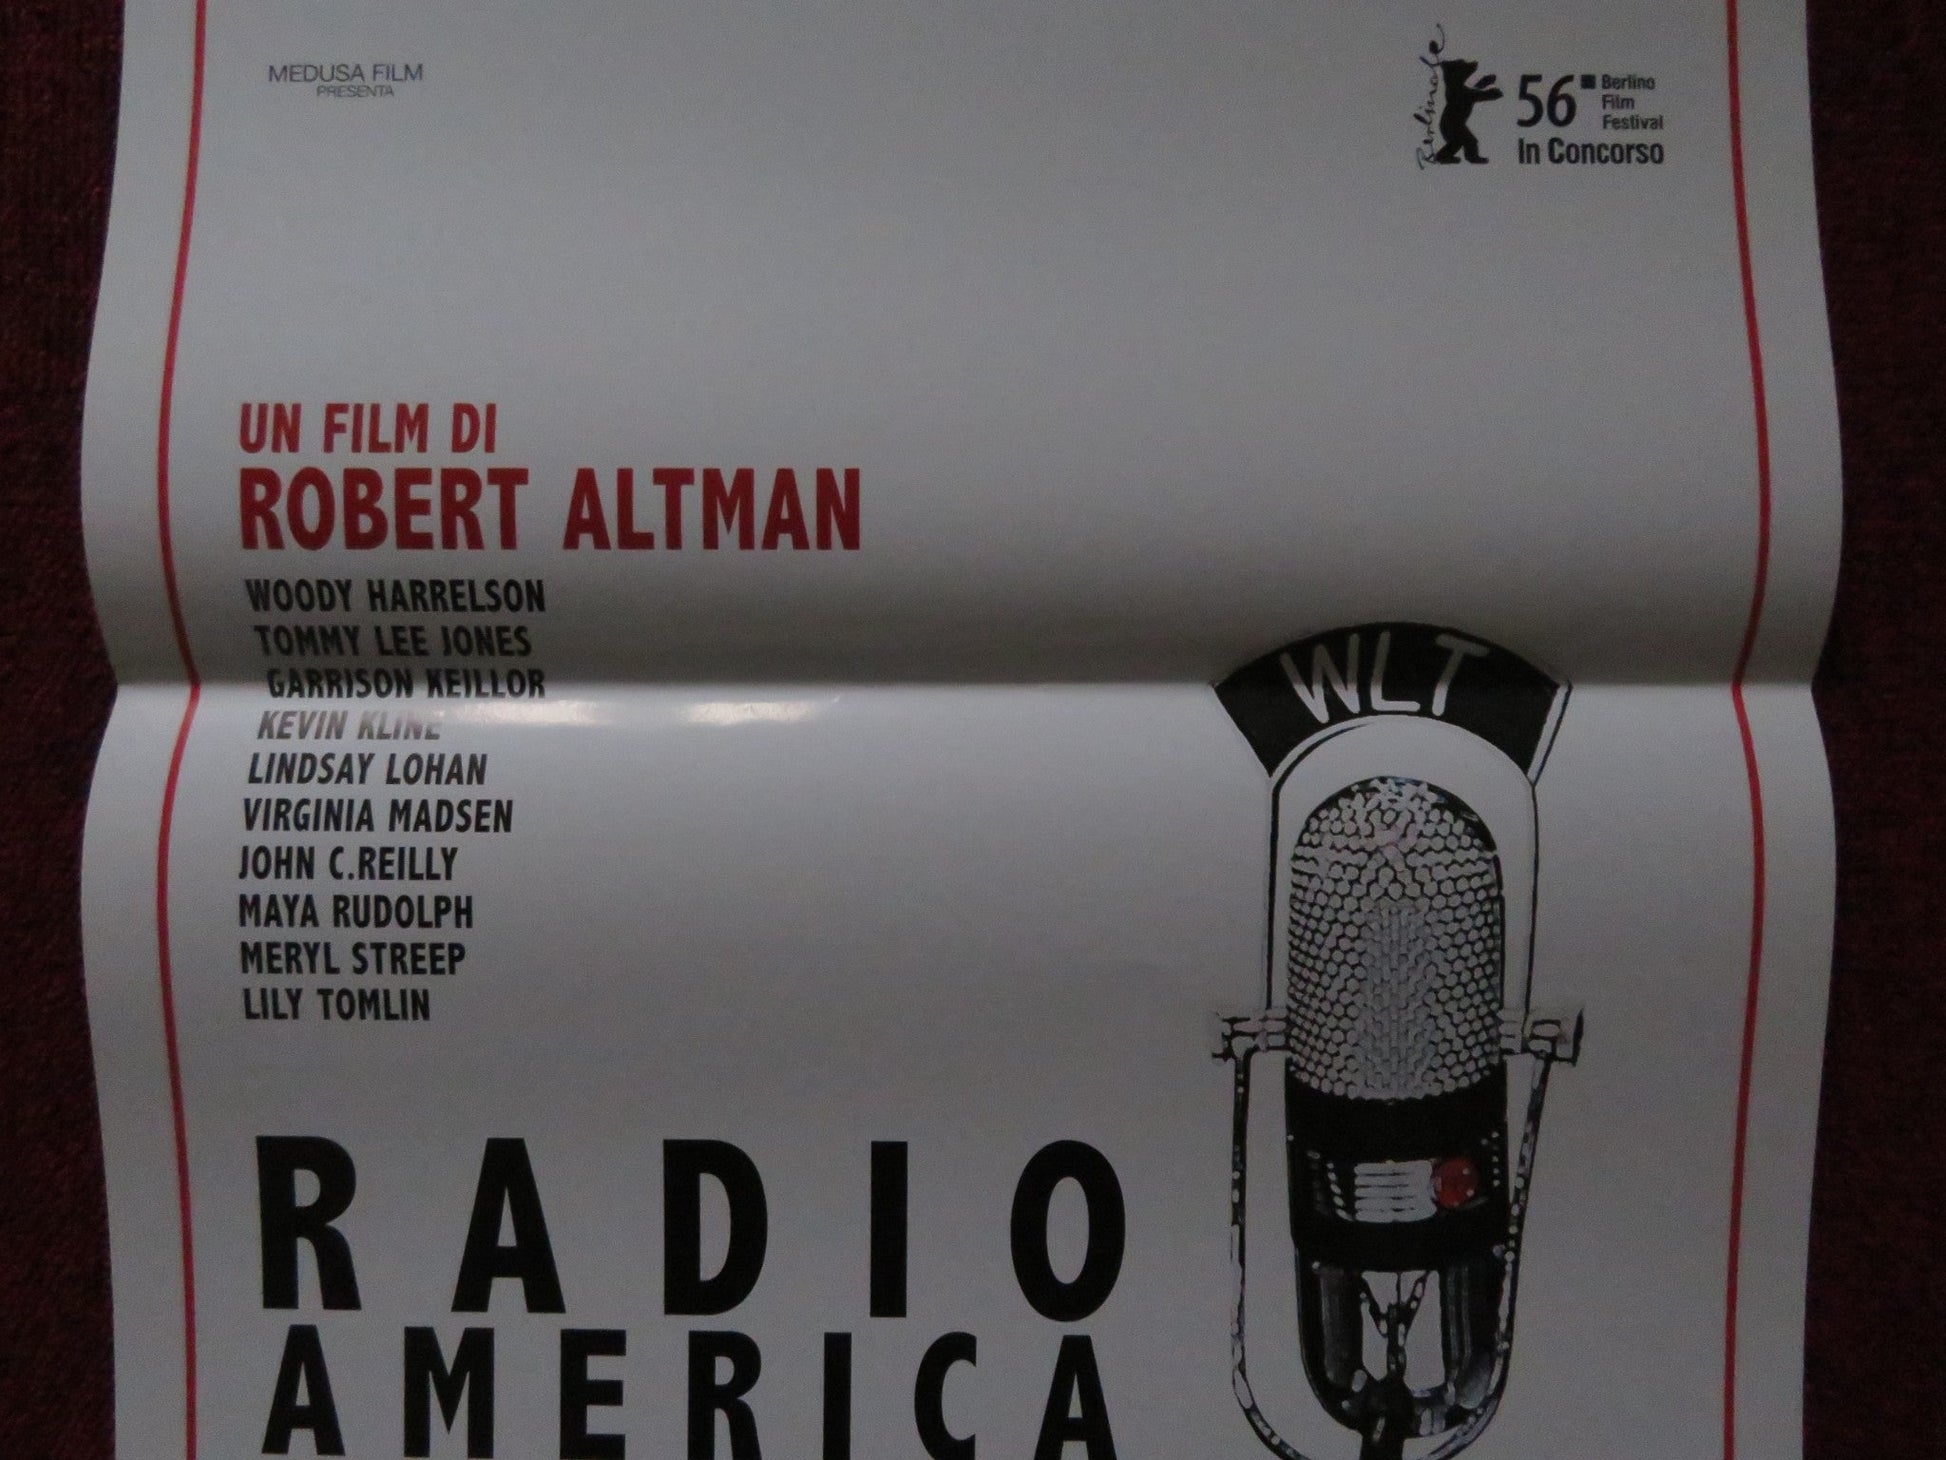 MEDUSA FILM
PRESENTA
Berlinale
56 Berlino
Film
Festival
In Concorso
UN FILM DI
ROBERT ALTMAN
WOODY HARRELSON
TOMMY LEE JONES
GARRISON KEILLOR
KEVIN KLINE
LINDSAY LOHAN
VIRGINIA MADSEN
JOHN C.REILLY
MAYA RUDOLPH
MERYL STREEP
LILY TOMLIN
WLT
RADIO
AMERICA